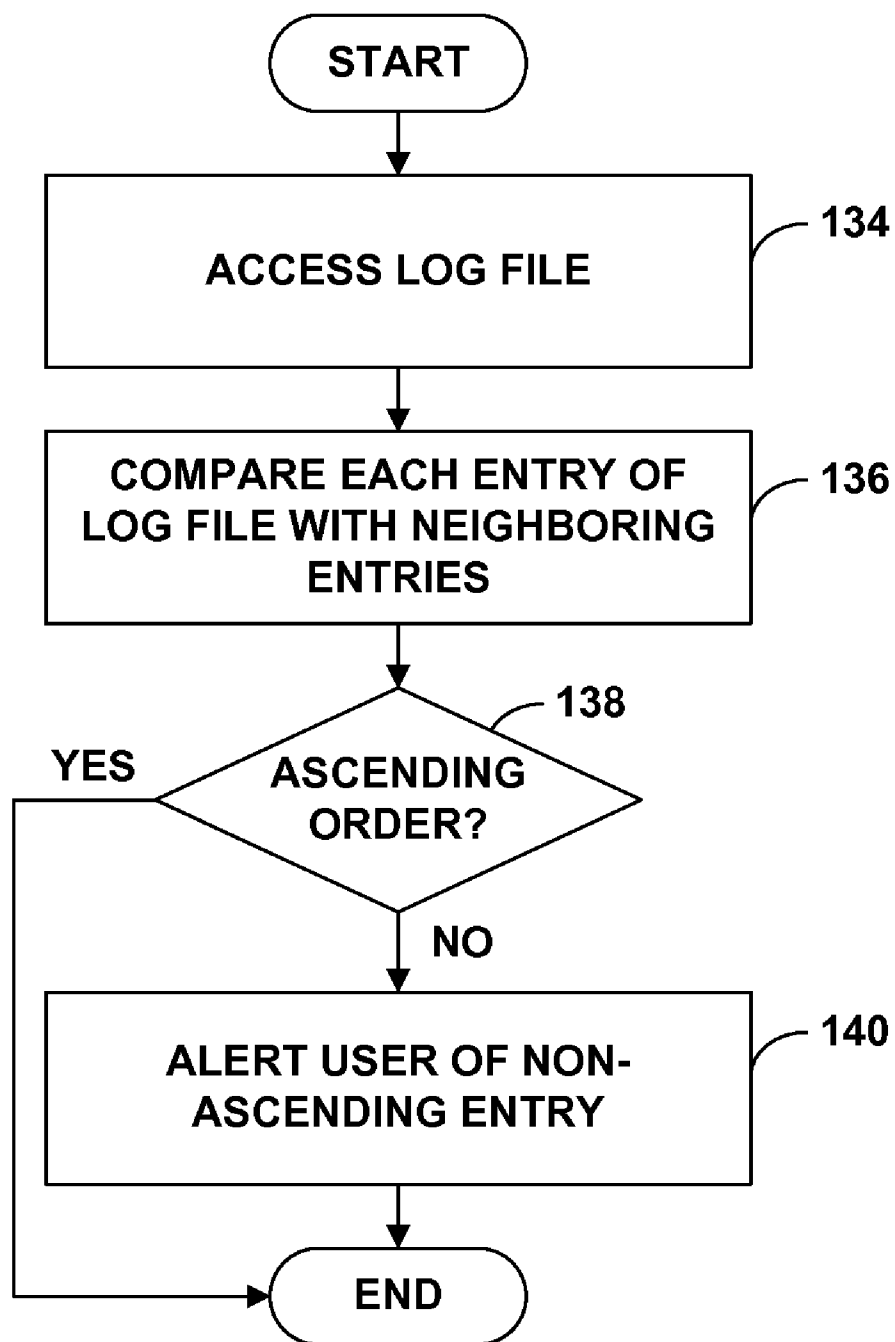 START
ACCESS LOG FILE
134
COMPARE EACH ENTRY OF
LOG FILE WITH NEIGHBORING
ENTRIES
136
138
YES
ASCENDING
ORDER?
NO
ALERT USER OF NON-
ASCENDING ENTRY
140
END